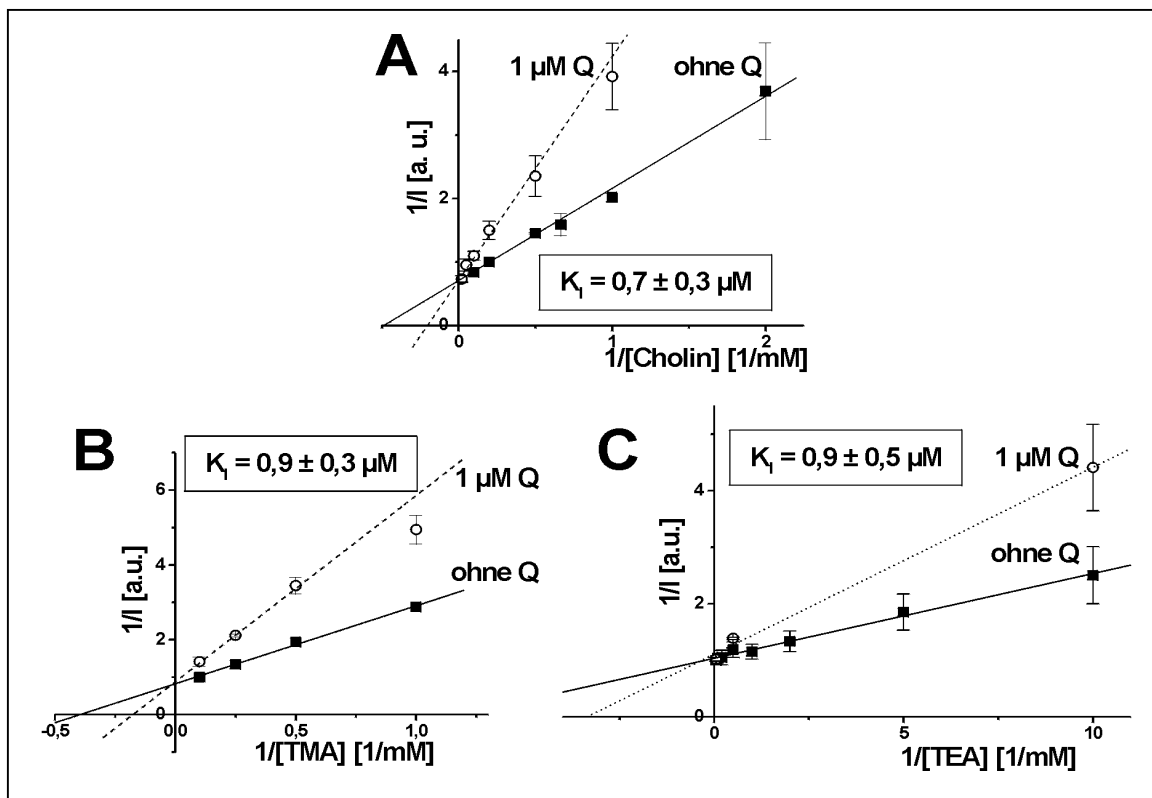 A
1 µM Q
ohne Q
4
2
0
1/I [a. u.]
K_I = 0,7 ± 0,3 µM
0
1
2
1/[Cholin] [1/mM]
B
K_I = 0,9 ± 0,3 µM
1 µM Q
ohne Q
6
4
2
0
1/I [a.u.]
-0,5
0,0
0,5
1,0
1/[TMA] [1/mM]
C
K_I = 0,9 ± 0,5 µM
1 µM Q
ohne Q
4
2
0
1/I [a.u.]
0
5
10
1/[TEA] [1/mM]